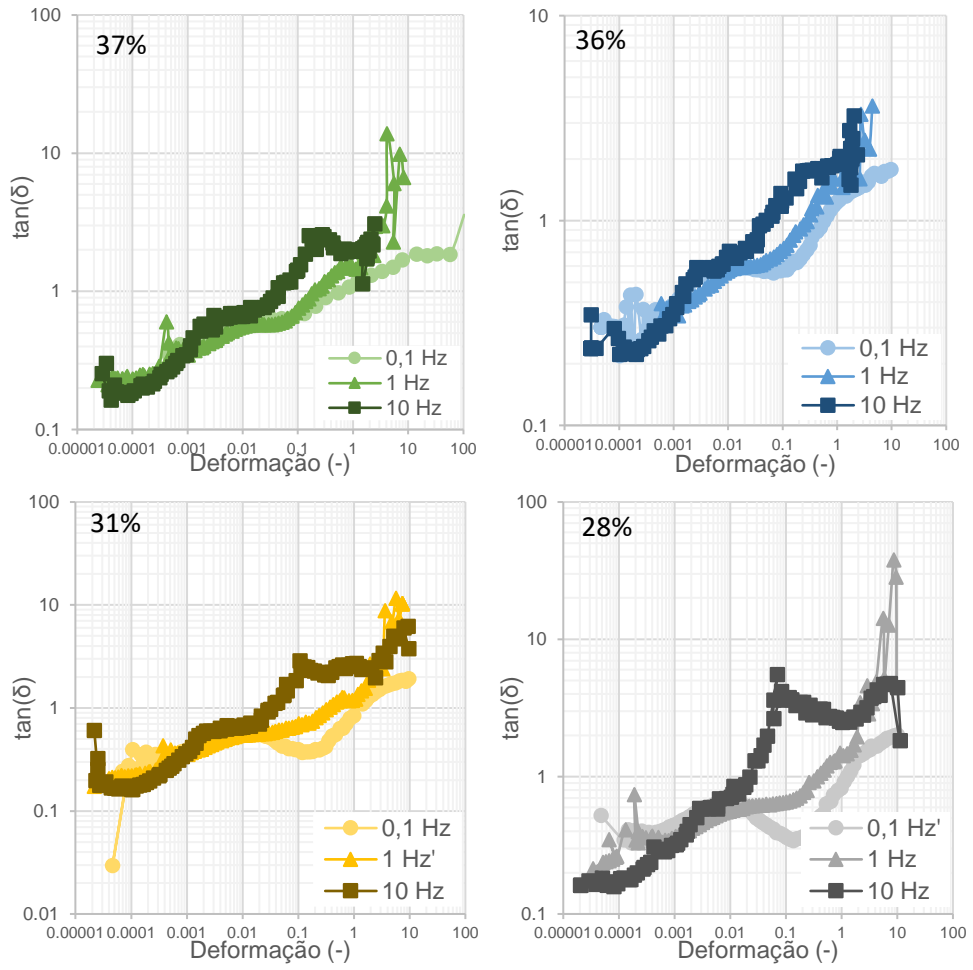 37%
tan(δ)
100
10
1
0.1
0.00001 0.0001 0.001 0.01 0.1 1 10 100
Deformação (-)
0,1 Hz
1 Hz
10 Hz
36%
tan(δ)
10
1
0.1
0.00001 0.0001 0.001 0.01 0.1 1 10 100
Deformação (-)
0,1 Hz
1 Hz
10 Hz
31%
tan(δ)
100
10
1
0.1
0.01
0.00001 0.0001 0.001 0.01 0.1 1 10 100
Deformação (-)
0,1 Hz
1 Hz'
10 Hz
28%
tan(δ)
100
10
1
0.1
0.00001 0.0001 0.001 0.01 0.1 1 10 100
Deformação (-)
0,1 Hz'
1 Hz
10 Hz